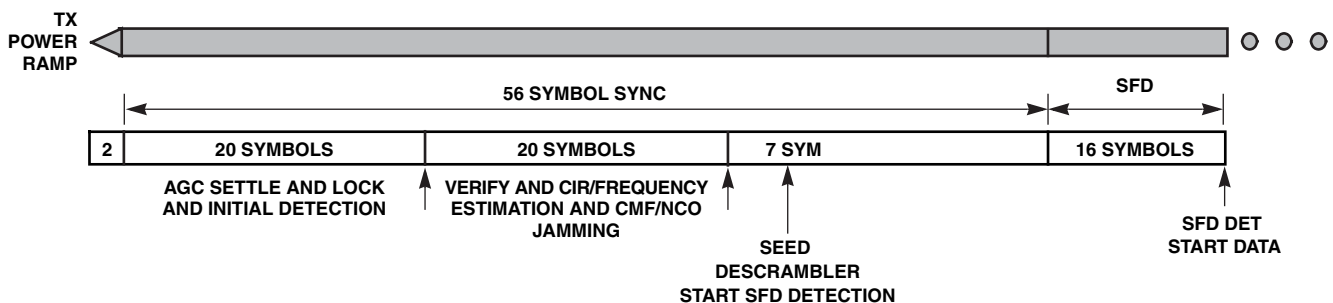 TX
POWER
RAMP
56 SYMBOL SYNC
SFD
2
20 SYMBOLS
20 SYMBOLS
7 SYM
16 SYMBOLS
AGC SETTLE AND LOCK
AND INITIAL DETECTION
VERIFY AND CIR/FREQUENCY
ESTIMATION AND CMF/NCO
JAMMING
SEED
DESCRAMBLER
START SFD DETECTION
SFD DET
START DATA